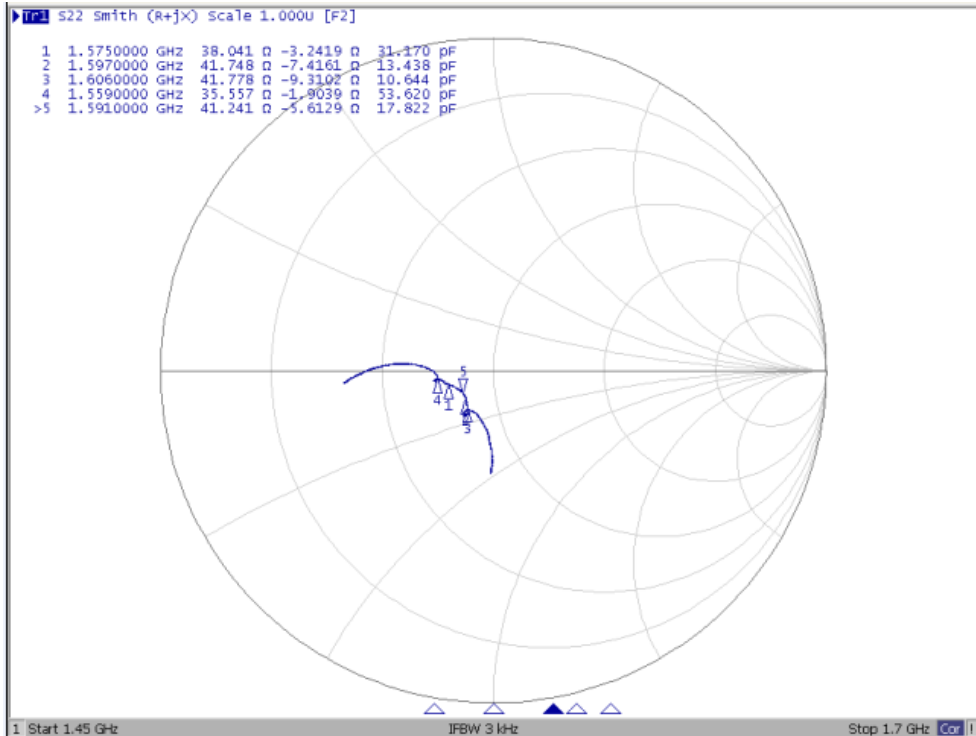 Tr1 S22 Smith (R+jX) Scale 1.000U [F2]
1 1.5750000 GHz 38.041 Ω -3.2419 Ω 31.170 pF
2 1.5970000 GHz 41.748 Ω -7.4161 Ω 13.438 pF
3 1.6060000 GHz 41.778 Ω -9.3102 Ω 10.644 pF
4 1.5590000 GHz 35.557 Ω -1.9039 Ω 53.620 pF
>5 1.5910000 GHz 41.241 Ω -5.6129 Ω 17.822 pF
5
4 1
3
1 Start 1.45 GHz IFBW 3 kHz Stop 1.7 GHz Cor !